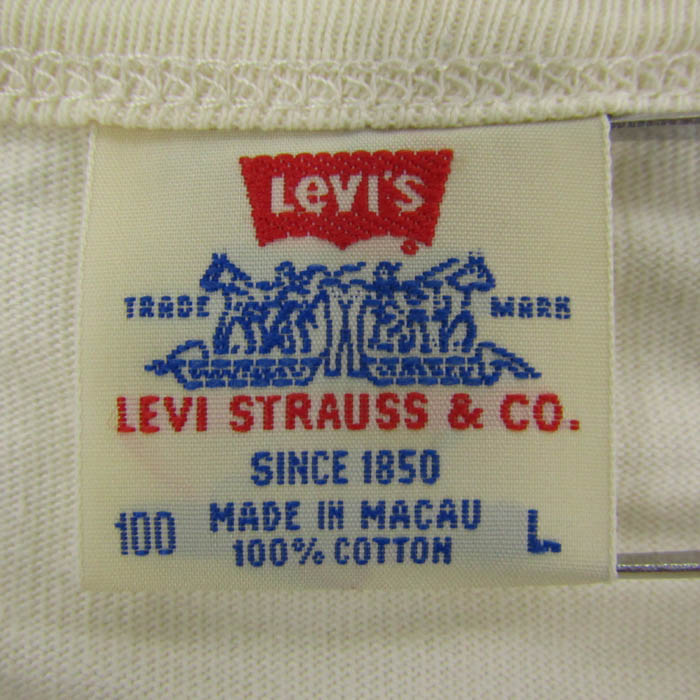 LEVI'S
®
TRADE MARK
LEVI STRAUSS & CO.
SINCE 1850
100 MADE IN MACAU L
100% COTTON